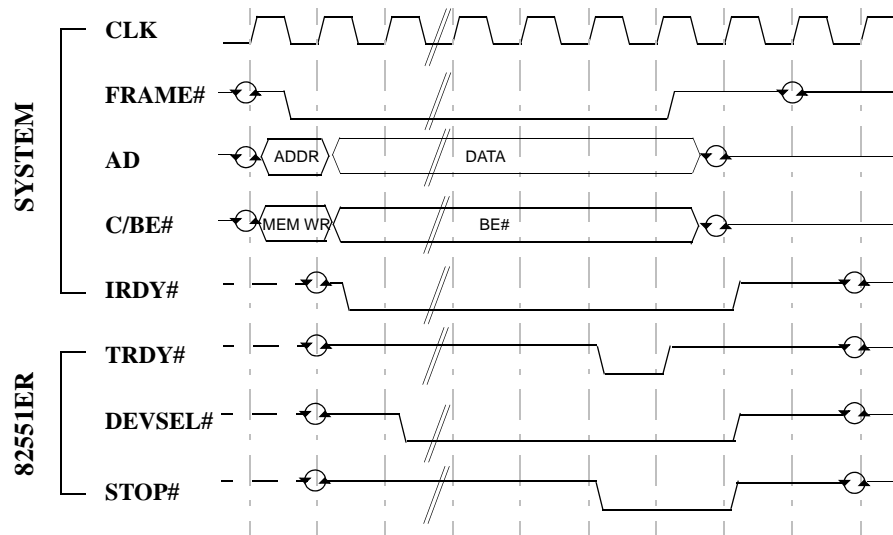 SYSTEM
CLK
FRAME#
AD
ADDR
DATA
C/BE#
MEM WR
BE#
IRDY#
82551ER
TRDY#
DEVSEL#
STOP#